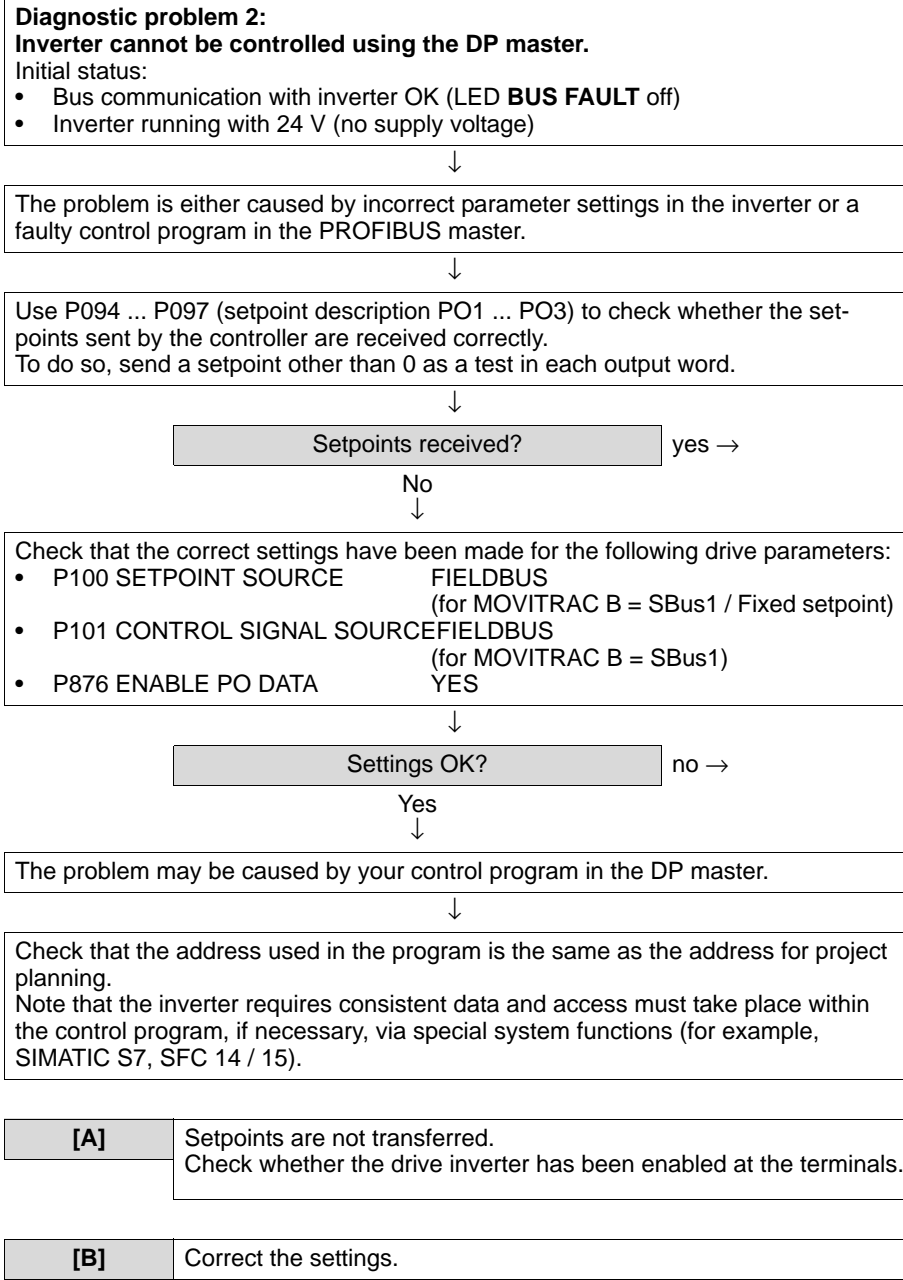 Diagnostic problem 2:
Inverter cannot be controlled using the DP master.
Initial status:
• Bus communication with inverter OK (LED BUS FAULT off)
• Inverter running with 24 V (no supply voltage)
↓
The problem is either caused by incorrect parameter settings in the inverter or a
faulty control program in the PROFIBUS master.
↓
Use P094 ... P097 (setpoint description PO1 ... PO3) to check whether the set-
points sent by the controller are received correctly.
To do so, send a setpoint other than 0 as a test in each output word.
↓
Setpoints received? yes →
No
↓
Check that the correct settings have been made for the following drive parameters:
• P100 SETPOINT SOURCE FIELDBUS
(for MOVITRAC B = SBus1 / Fixed setpoint)
• P101 CONTROL SIGNAL SOURCEFIELDBUS
(for MOVITRAC B = SBus1)
• P876 ENABLE PO DATA YES
↓
Settings OK? no →
Yes
↓
The problem may be caused by your control program in the DP master.
↓
Check that the address used in the program is the same as the address for project
planning.
Note that the inverter requires consistent data and access must take place within
the control program, if necessary, via special system functions (for example,
SIMATIC S7, SFC 14 / 15).
[A] Setpoints are not transferred.
Check whether the drive inverter has been enabled at the terminals.
[B] Correct the settings.